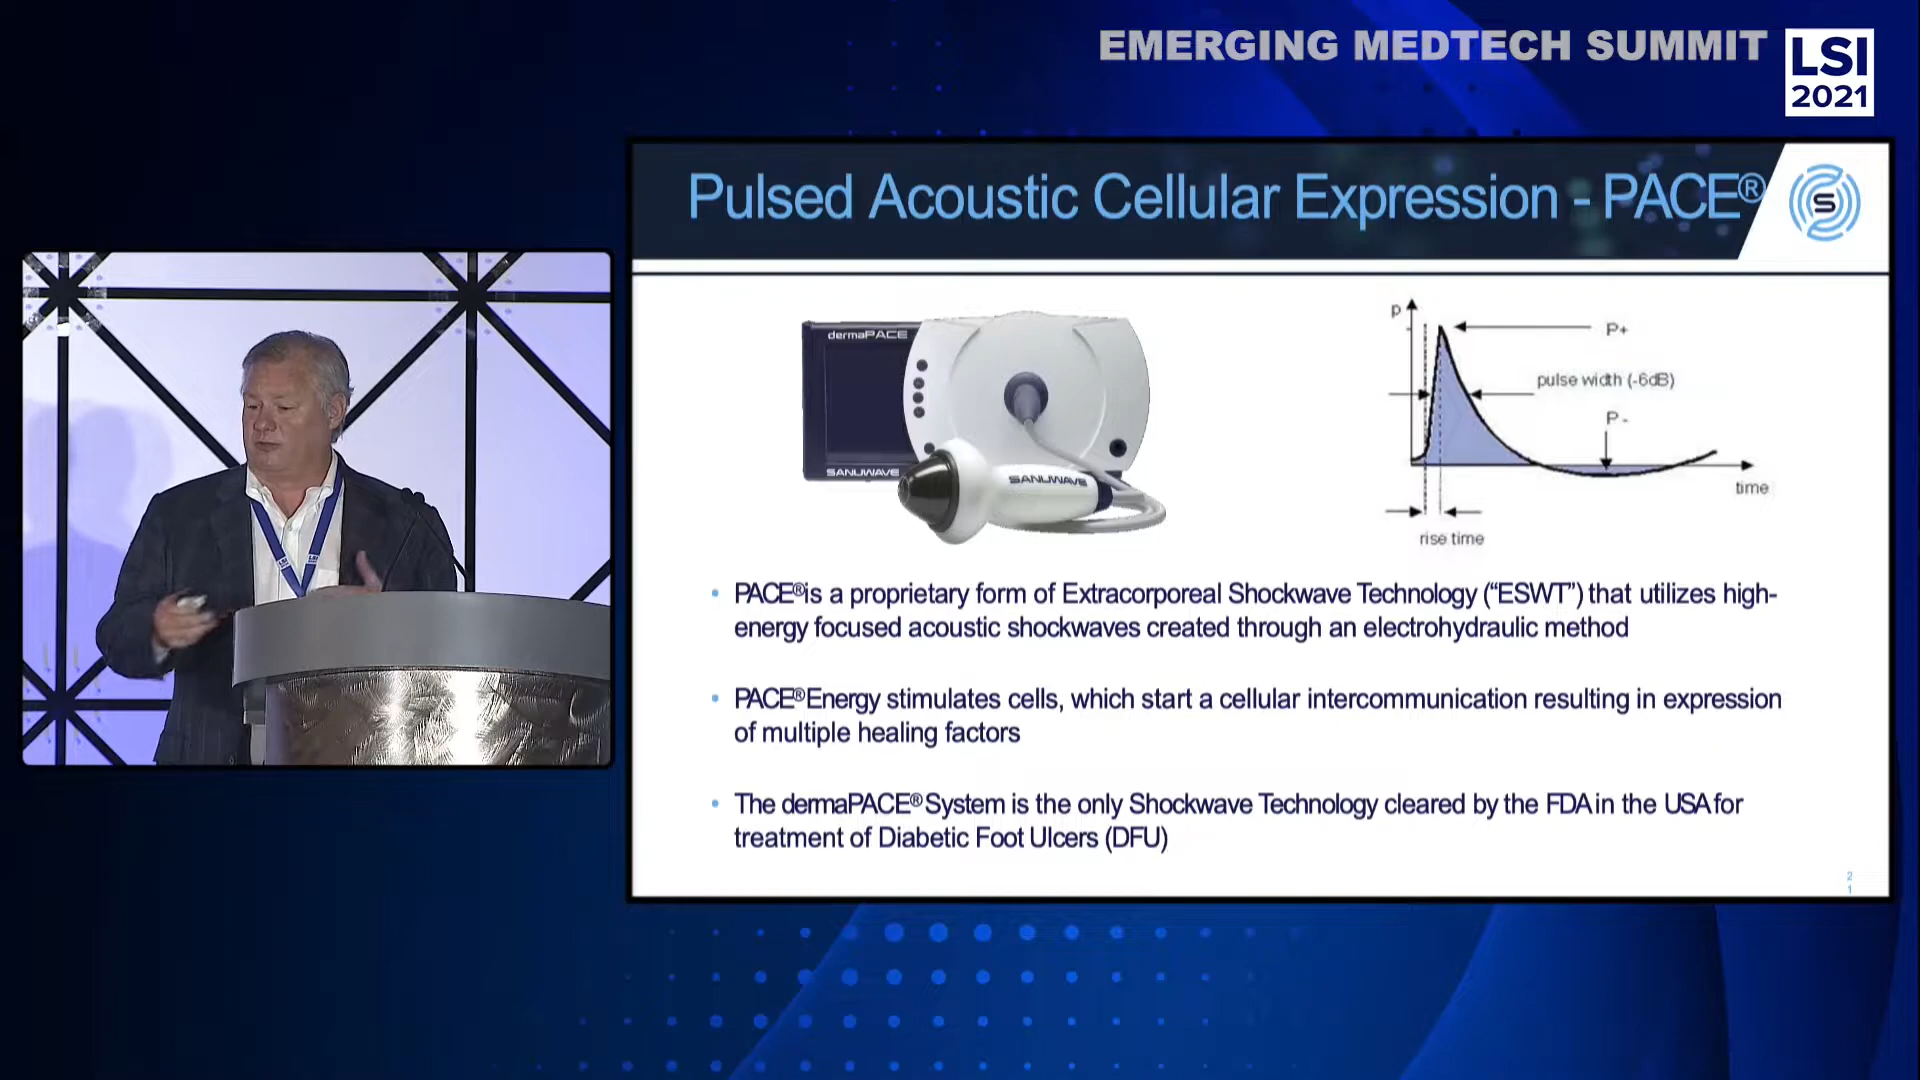 EMERGING MEDTECH SUMMIT
LSI
2021
Pulsed Acoustic Cellular Expression - PACE®
S
dermaPACE
SANUWAVE
SANUWAVE
p
P+
pulse width (-6dB)
P-
time
rise time
• PACE®is a proprietary form of Extracorporeal Shockwave Technology (“ESWT”) that utilizes high-
energy focused acoustic shockwaves created through an electrohydraulic method
• PACE®Energy stimulates cells, which start a cellular intercommunication resulting in expression
of multiple healing factors
• The dermaPACE®System is the only Shockwave Technology cleared by the FDA in the USA for
treatment of Diabetic Foot Ulcers (DFU)
2
1
LSI
LSI